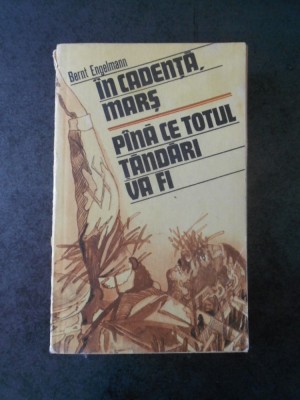 Bernt Engelmann
ÎN CADENȚĂ,
MARȘ
PÎNĂ CE TOTUL
ȚĂNDĂRI
VA FI